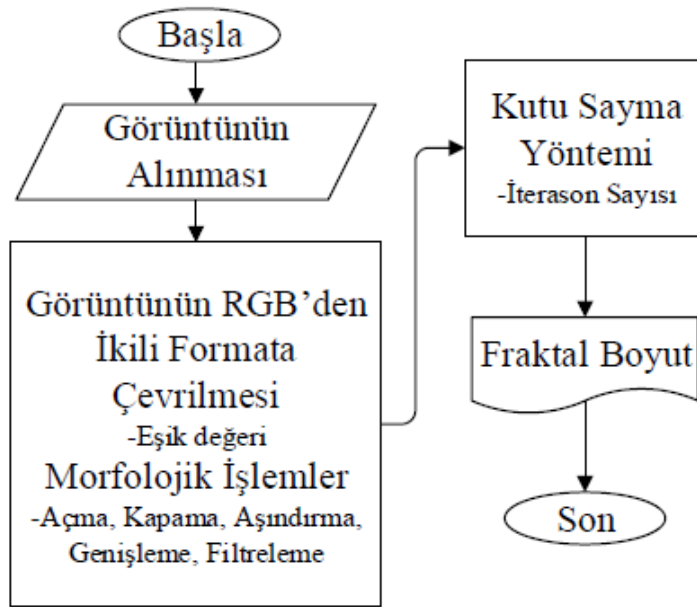 Başla
Görüntünün
Alınması
Görüntünün RGB’den
İkili Formata
Çevrilmesi
-Eşik değeri
Morfolojik İşlemler
-Açma, Kapama, Aşındırma,
Genişleme, Filtreleme
Kutu Sayma
Yöntemi
-İterason Sayısı
Fraktal Boyut
Son